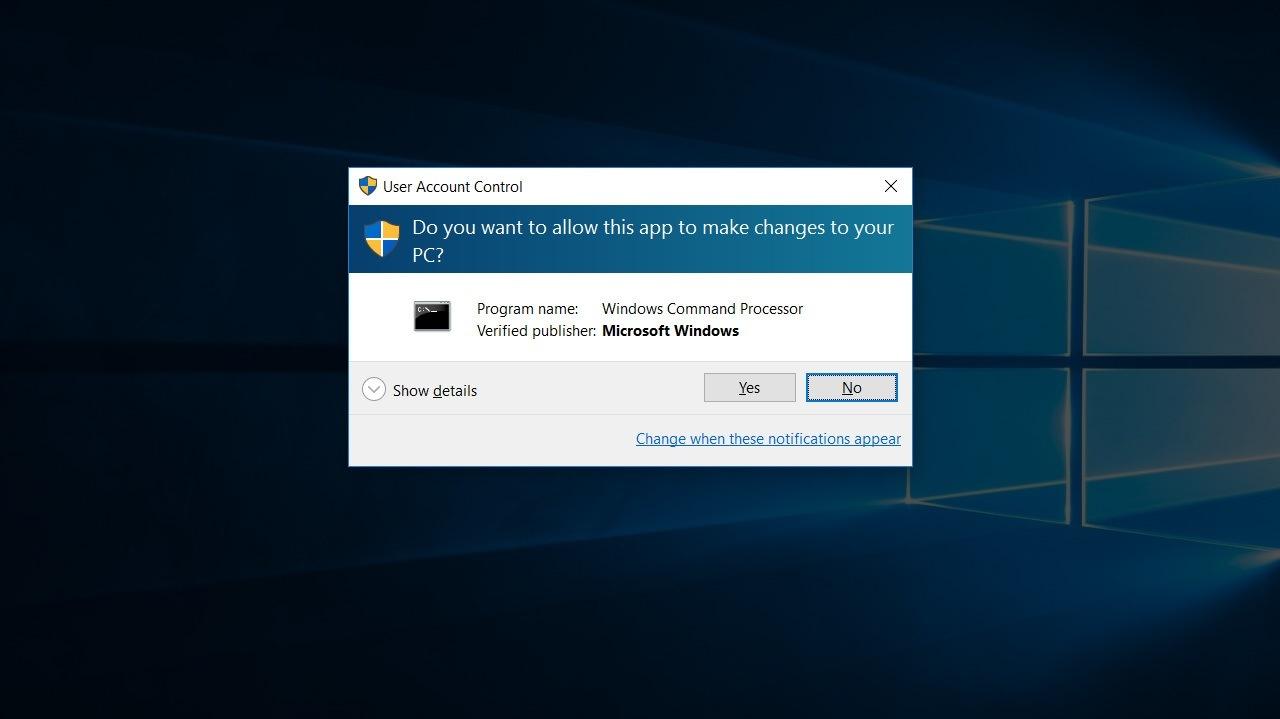 User Account Control
Do you want to allow this app to make changes to your
PC?
C:\_
Program name: Windows Command Processor
Verified publisher: Microsoft Windows
Show details
Yes
No
Change when these notifications appear